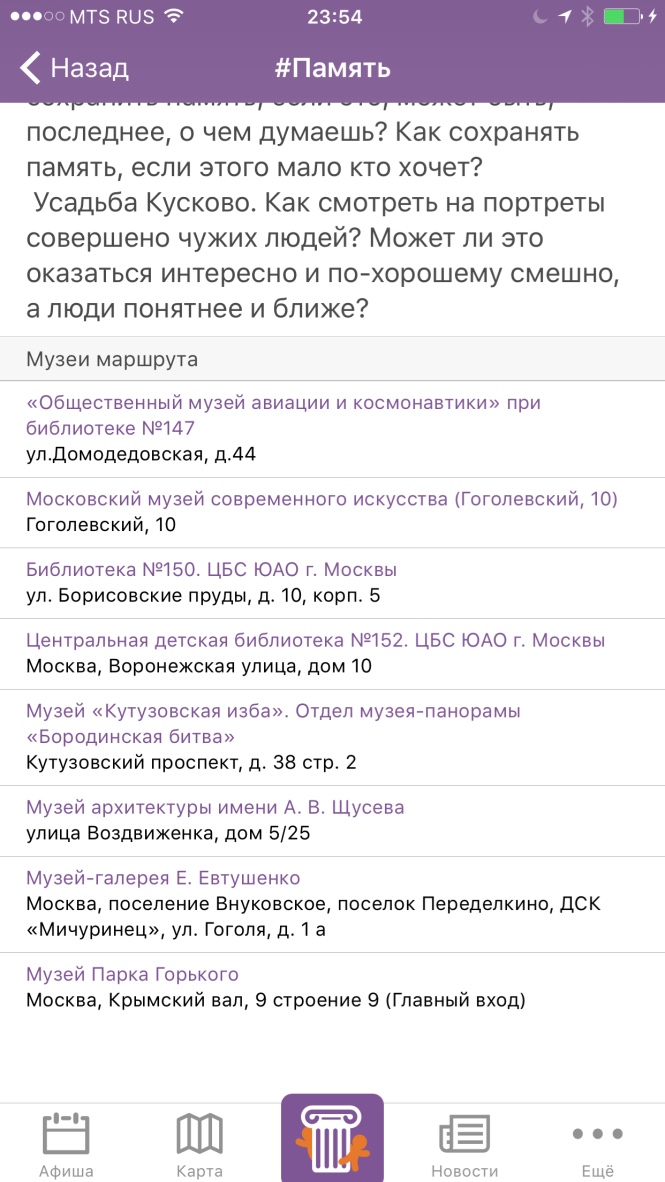 MTS RUS
23:54
Назад
#Память
сохранить память, если это, может быть,
последнее, о чем думаешь? Как сохранять
память, если этого мало кто хочет?
Усадьба Кусково. Как смотреть на портреты
совершено чужих людей? Может ли это
оказаться интересно и по-хорошему смешно,
а люди понятнее и ближе?
Музеи маршрута
«Общественный музей авиации и космонавтики» при
библиотеке №147
ул.Домодедовская, д.44
Московский музей современного искусства (Гоголевский, 10)
Гоголевский, 10
Библиотека №150. ЦБС ЮАО г. Москвы
ул. Борисовские пруды, д. 10, корп. 5
Центральная детская библиотека №152. ЦБС ЮАО г. Москвы
Москва, Воронежская улица, дом 10
Музей «Кутузовская изба». Отдел музея-панорамы
«Бородинская битва»
Кутузовский проспект, д. 38 стр. 2
Музей архитектуры имени А. В. Щусева
улица Воздвиженка, дом 5/25
Музей-галерея Е. Евтушенко
Москва, поселение Внуковское, поселок Переделкино, ДСК
«Мичуринец», ул. Гоголя, д. 1 а
Музей Парка Горького
Москва, Крымский вал, 9 строение 9 (Главный вход)
Афиша
Карта
Новости
Ещё